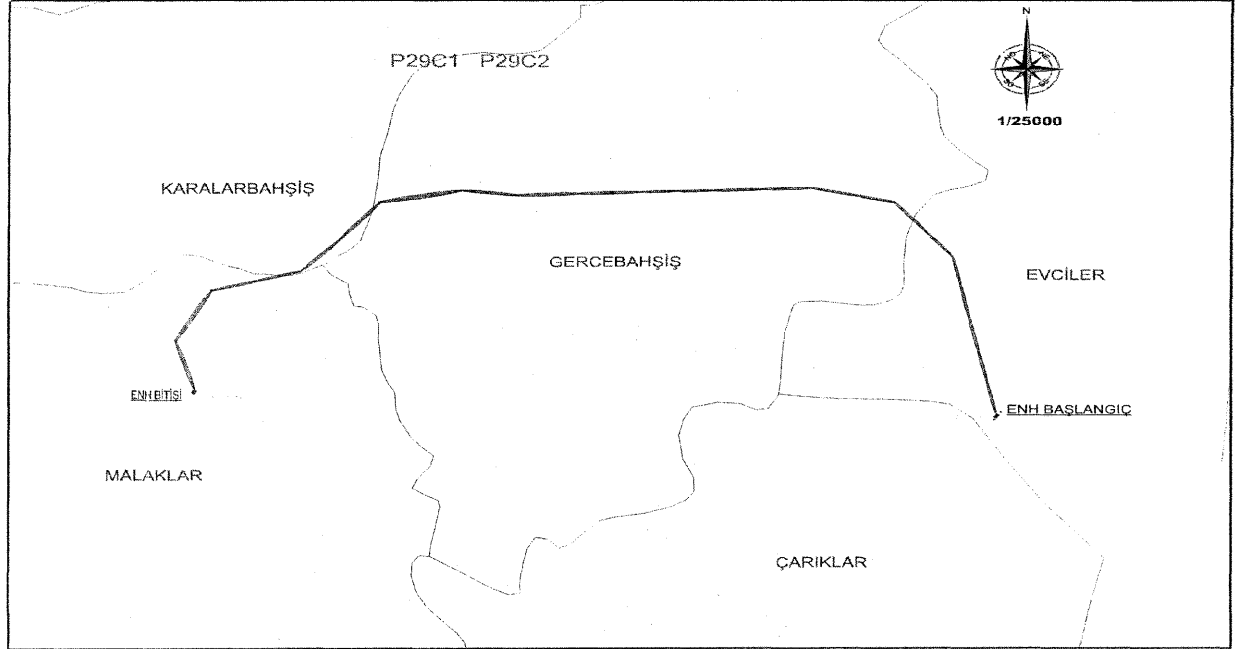 N
P29C1 P29C2
1/25000
KARALARBAHŞİŞ
GERCEBAHŞİŞ
EVCİLER
ENH BİTİŞİ
ENH BAŞLANGIÇ
MALAKLAR
ÇARIKLAR